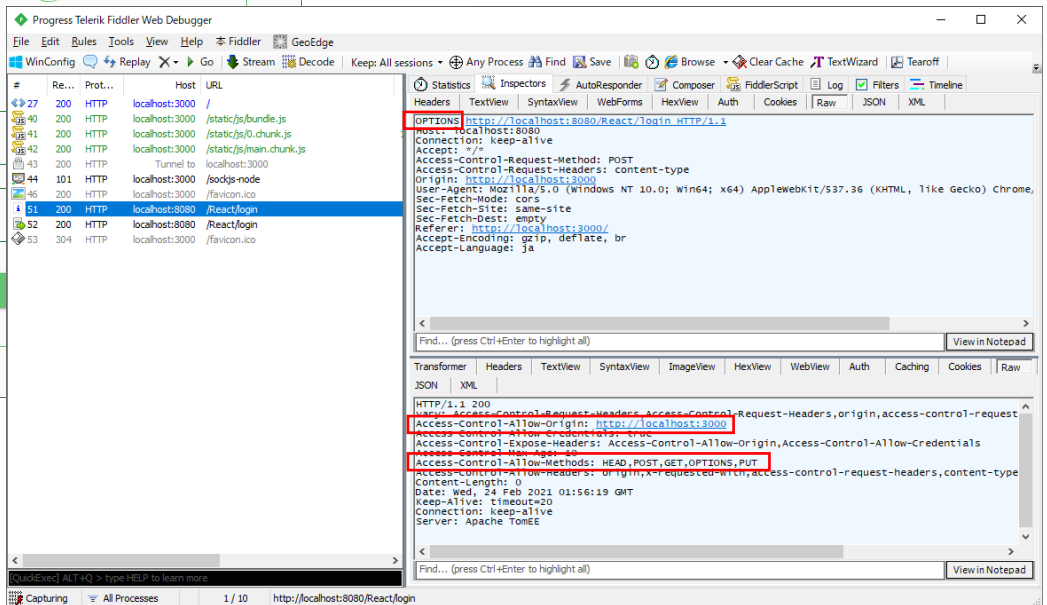 Progress Telerik Fiddler Web Debugger
File Edit Rules Tools View Help 本 Fiddler GeoEdge
WinConfig Replay Go Stream Decode Keep: All sessions Any Process Find Save Browse Clear Cache TextWizard Tearoff
# Re... Prot... Host URL
27 200 HTTP localhost:3000 /
40 200 HTTP localhost:3000 /static/js/bundle.js
41 200 HTTP localhost:3000 /static/js/0.chunk.js
42 200 HTTP localhost:3000 /static/js/main.chunk.js
43 200 HTTP Tunnel to localhost:3000
44 101 HTTP localhost:3000 /sockjs-node
46 200 HTTP localhost:3000 /favicon.ico
51 200 HTTP localhost:8080 /React/login
52 200 HTTP localhost:8080 /React/login
53 304 HTTP localhost:3000 /favicon.ico
[QuickExec] ALT+Q > type HELP to learn more
Statistics Inspectors AutoResponder Composer FiddlerScript Log Filters Timeline
Headers TextView SyntaxView WebForms HexView Auth Cookies Raw JSON XML
OPTIONS http://localhost:8080/React/login HTTP/1.1
Host: localhost:8080
Connection: keep-alive
Accept: */*
Access-Control-Request-Method: POST
Access-Control-Request-Headers: content-type
Origin: http://localhost:3000
User-Agent: Mozilla/5.0 (Windows NT 10.0; Win64; x64) AppleWebKit/537.36 (KHTML, like Gecko) Chrome/
Sec-Fetch-Mode: cors
Sec-Fetch-Site: same-site
Sec-Fetch-Dest: empty
Referer: http://localhost:3000/
Accept-Encoding: gzip, deflate, br
Accept-Language: ja
Find... (press Ctrl+Enter to highlight all) View in Notepad
Transformer Headers TextView SyntaxView ImageView HexView WebView Auth Caching Cookies Raw
JSON XML
HTTP/1.1 200
vary: Access-Control-Request-Headers,Access-Control-Request-Headers,origin,access-control-request
Access-Control-Allow-Origin: http://localhost:3000
Access-Control-Allow-Credentials: true
Access-Control-Expose-Headers: Access-Control-Allow-Origin,Access-Control-Allow-Credentials
Access-Control-Max-Age: 10
Access-Control-Allow-Methods: HEAD,POST,GET,OPTIONS,PUT
Access-Control-Allow-Headers: origin,x-requested-with,access-control-request-headers,content-type
Content-Length: 0
Date: Wed, 24 Feb 2021 01:56:19 GMT
Keep-Alive: timeout=20
Connection: keep-alive
Server: Apache TomEE
Find... (press Ctrl+Enter to highlight all) View in Notepad
Capturing All Processes 1 / 10 http://localhost:8080/React/login